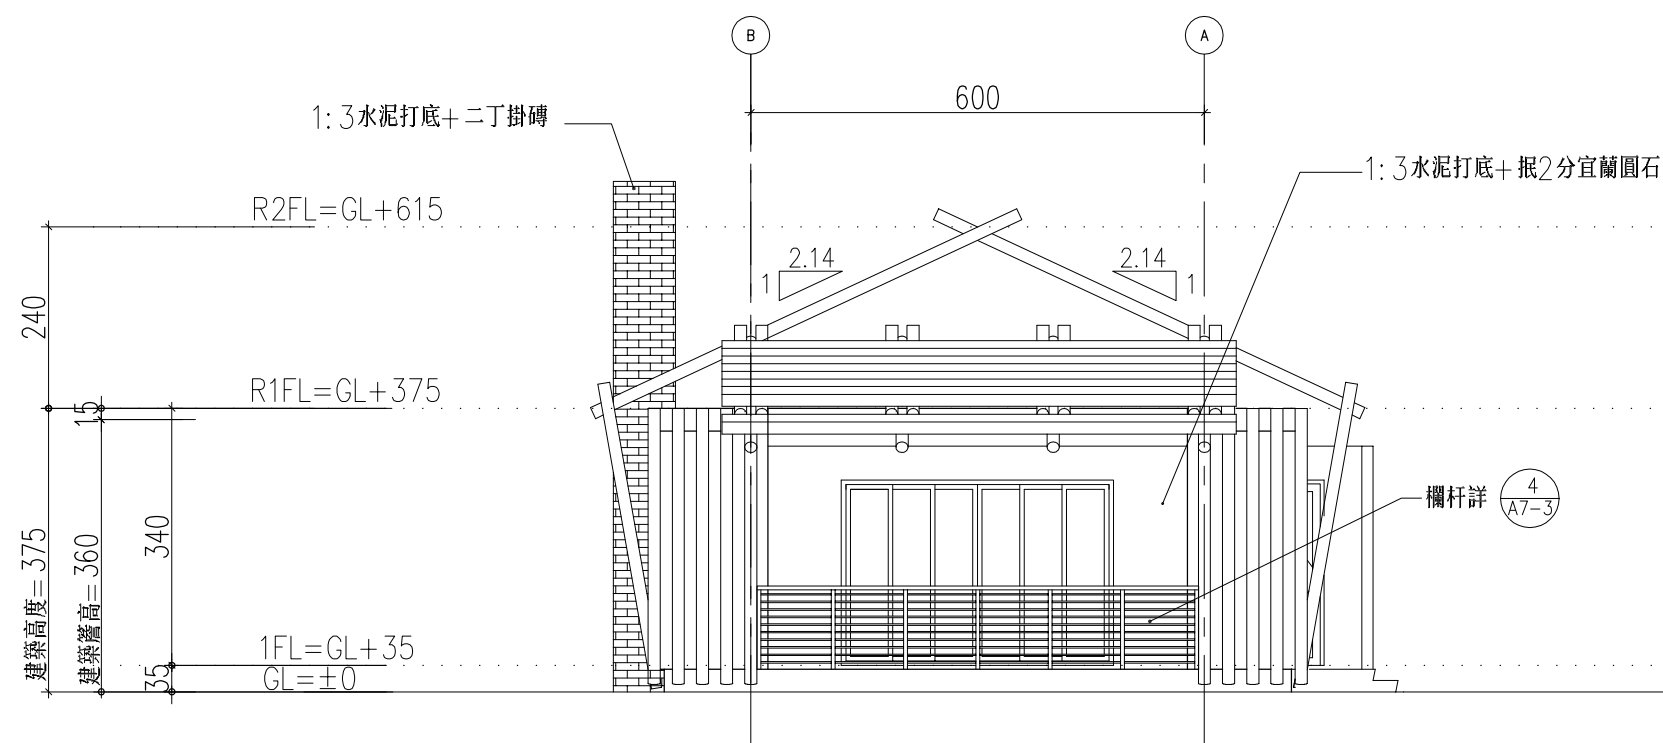 B
A
600
1:3水泥打底+二丁掛磚
1:3水泥打底+抿2分宜蘭圓石
R2FL=GL+615
2.14
1
2.14
1
240
R1FL=GL+375
15
340
建築高度=375
建築簷高=360
欄杆詳
4
A7-3
1FL=GL+35
35
GL=±0